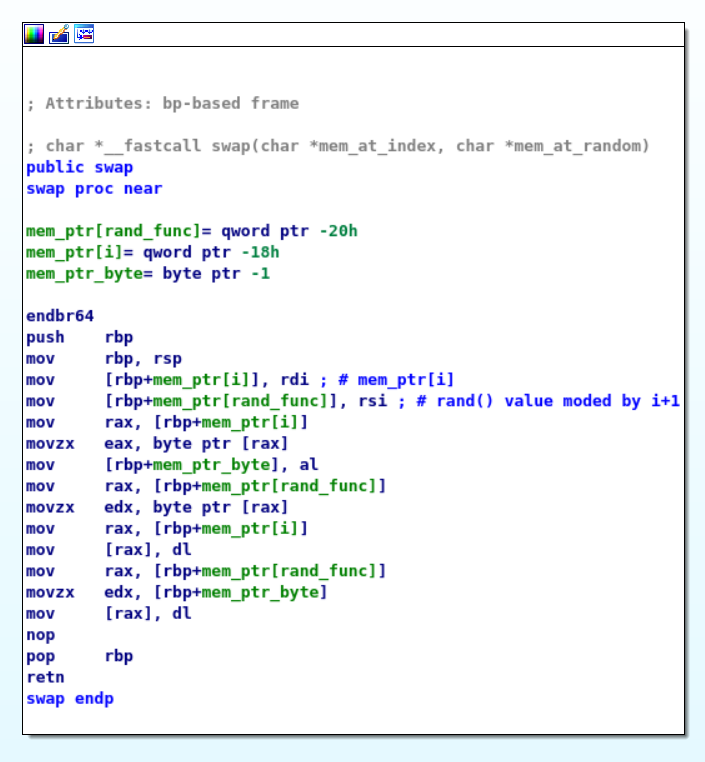 ; Attributes: bp-based frame
; char *__fastcall swap(char *mem_at_index, char *mem_at_random)
public swap
swap proc near
mem_ptr[rand_func]= qword ptr -20h
mem_ptr[i]= qword ptr -18h
mem_ptr_byte= byte ptr -1
endbr64
push    rbp
mov     rbp, rsp
mov     [rbp+mem_ptr[i]], rdi ; # mem_ptr[i]
mov     [rbp+mem_ptr[rand_func]], rsi ; # rand() value moded by i+1
mov     rax, [rbp+mem_ptr[i]]
movzx   eax, byte ptr [rax]
mov     [rbp+mem_ptr_byte], al
mov     rax, [rbp+mem_ptr[rand_func]]
movzx   edx, byte ptr [rax]
mov     rax, [rbp+mem_ptr[i]]
mov     [rax], dl
mov     rax, [rbp+mem_ptr[rand_func]]
movzx   edx, [rbp+mem_ptr_byte]
mov     [rax], dl
nop
pop     rbp
retn
swap endp